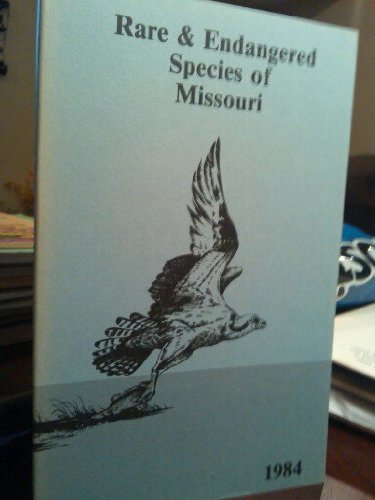 Rare & Endangered
Species of
Missouri
1984